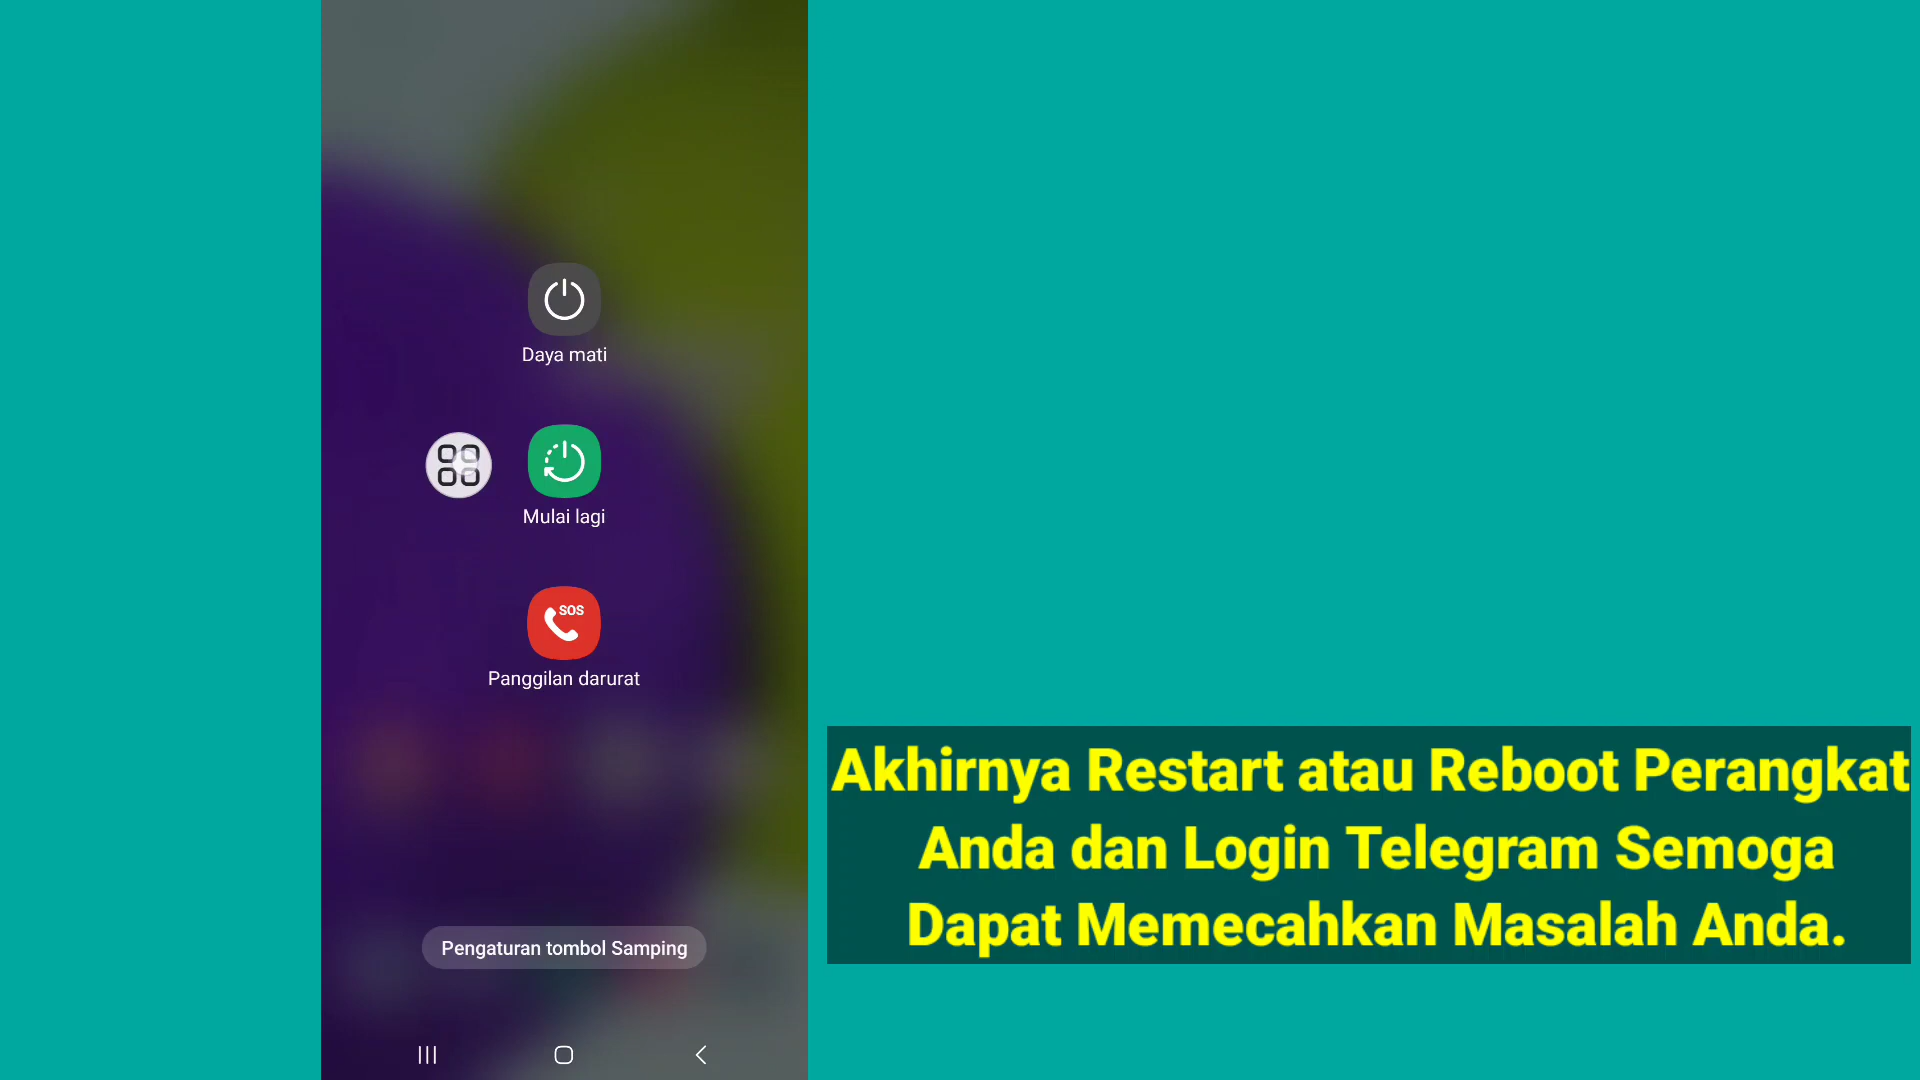 Daya mati
Mulai lagi
SOS
Panggilan darurat
Pengaturan tombol Samping
Akhirnya Restart atau Reboot Perangkat
Anda dan Login Telegram Semoga
Dapat Memecahkan Masalah Anda.